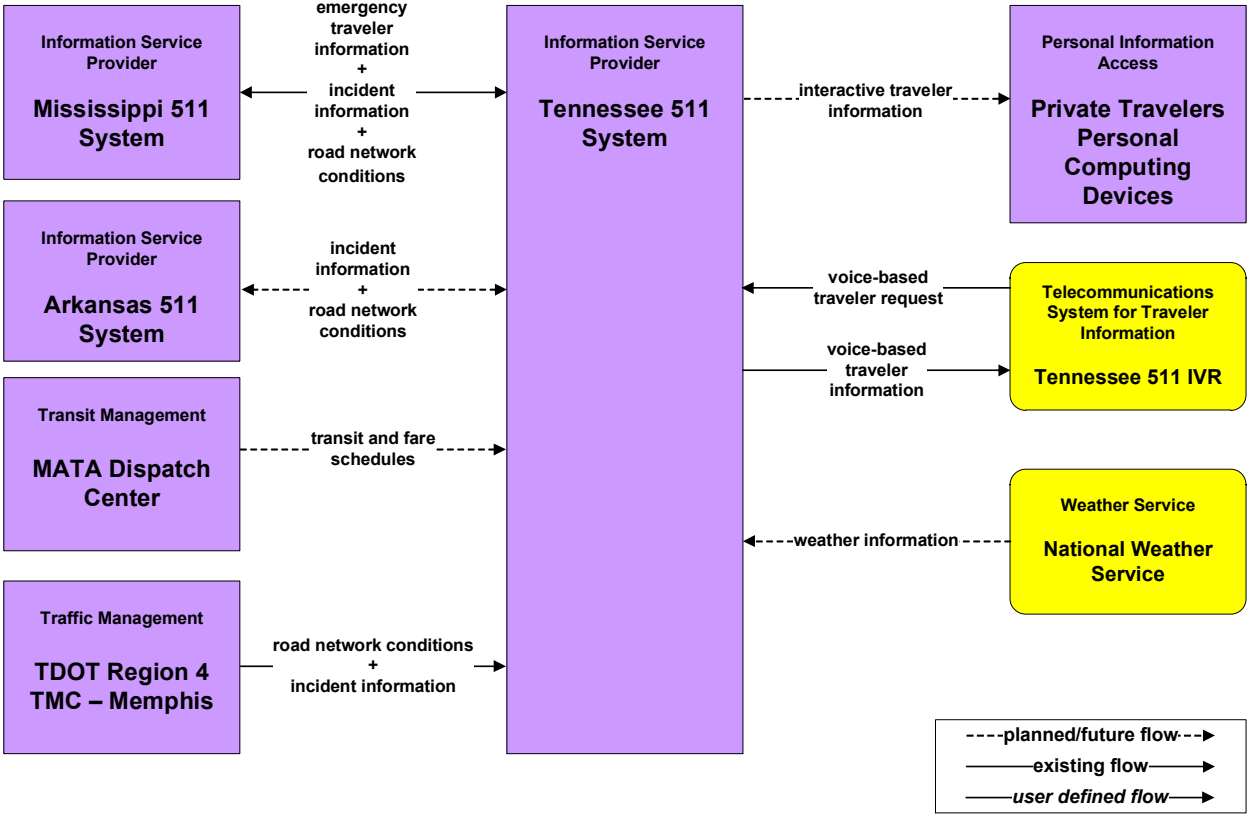 Information Service
Provider
Mississippi 511
System
emergency
traveler
information
+
incident
information
+
road network
conditions
Information Service
Provider
Tennessee 511
System
interactive traveler
information
Personal Information
Access
Private Travelers
Personal
Computing
Devices
Information Service
Provider
Arkansas 511
System
incident
information
+
road network
conditions
voice-based
traveler request
voice-based
traveler
information
Telecommunications
System for Traveler
Information
Tennessee 511 IVR
Transit Management
MATA Dispatch
Center
transit and fare
schedules
weather information
Weather Service
National Weather
Service
Traffic Management
TDOT Region 4
TMC – Memphis
road network conditions
+
incident information
planned/future flow
existing flow
user defined flow